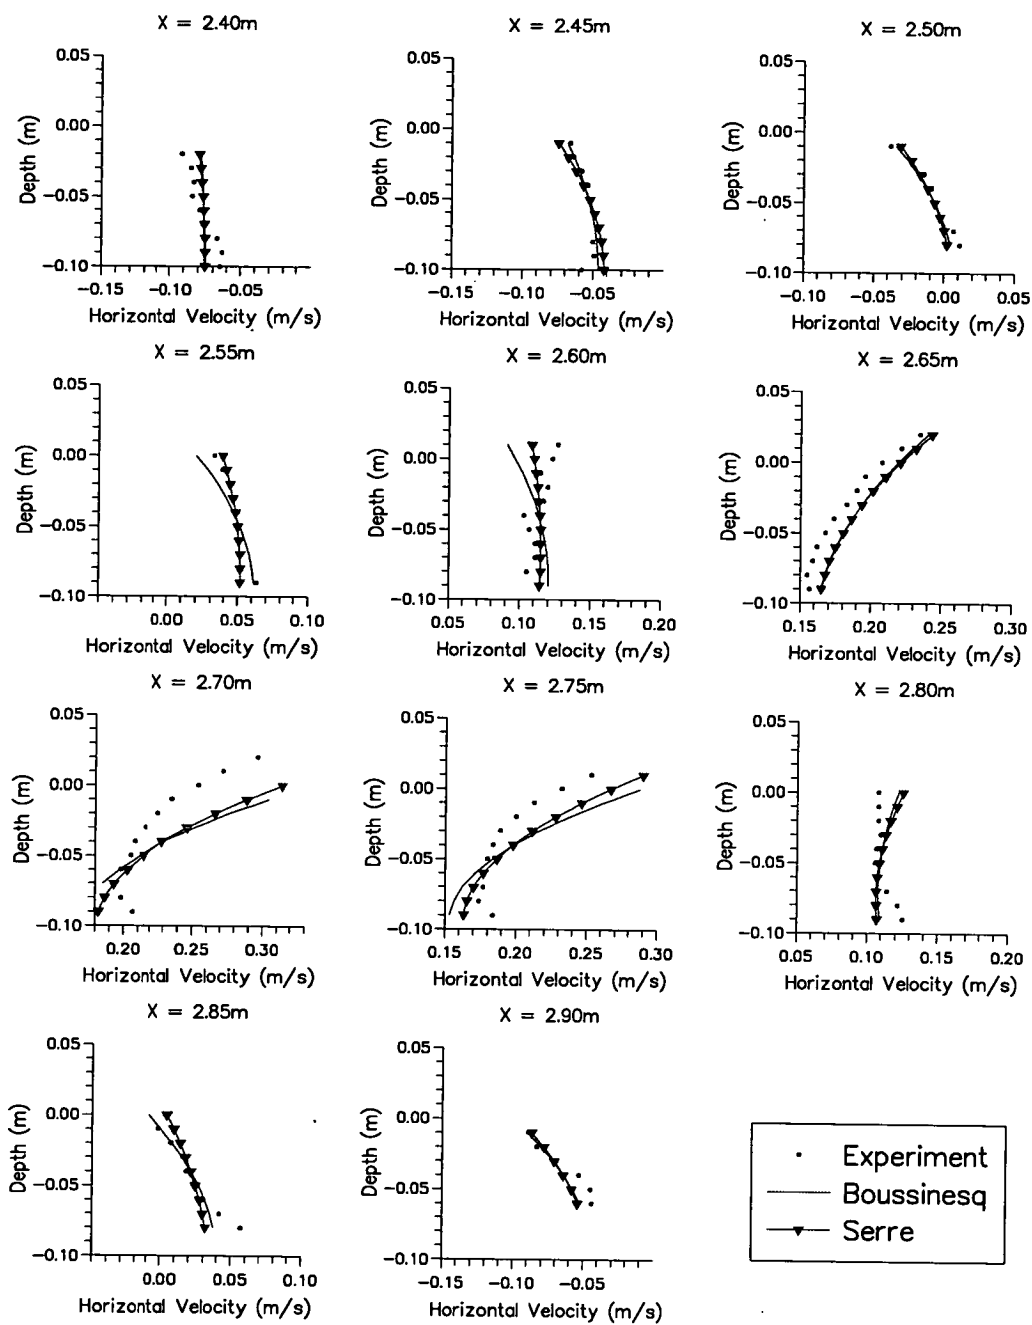 X = 2.40m
X = 2.45m
X = 2.50m
0.05
0.00
−0.05
−0.10
Depth (m)
−0.15 −0.10 −0.05
Horizontal Velocity (m/s)
0.05
0.00
−0.05
−0.10
Depth (m)
−0.15 −0.10 −0.05
Horizontal Velocity (m/s)
0.05
0.00
−0.05
−0.10
Depth (m)
−0.10 −0.05 0.00 0.05
Horizontal Velocity (m/s)
X = 2.55m
X = 2.60m
X = 2.65m
0.05
0.00
−0.05
−0.10
Depth (m)
0.00 0.05 0.10
Horizontal Velocity (m/s)
0.05
0.00
−0.05
−0.10
Depth (m)
0.05 0.10 0.15 0.20
Horizontal Velocity (m/s)
0.05
0.00
−0.05
−0.10
Depth (m)
0.15 0.20 0.25 0.30
Horizontal Velocity (m/s)
X = 2.70m
X = 2.75m
X = 2.80m
0.05
0.00
−0.05
−0.10
Depth (m)
0.20 0.25 0.30
Horizontal Velocity (m/s)
0.05
0.00
−0.05
−0.10
Depth (m)
0.15 0.20 0.25 0.30
Horizontal Velocity (m/s)
0.05
0.00
−0.05
−0.10
Depth (m)
0.05 0.10 0.15 0.20
Horizontal Velocity (m/s)
X = 2.85m
X = 2.90m
0.05
0.00
−0.05
−0.10
Depth (m)
0.00 0.05 0.10
Horizontal Velocity (m/s)
0.05
0.00
−0.05
−0.10
Depth (m)
−0.15 −0.10 −0.05
Horizontal Velocity (m/s)
Experiment
Boussinesq
Serre